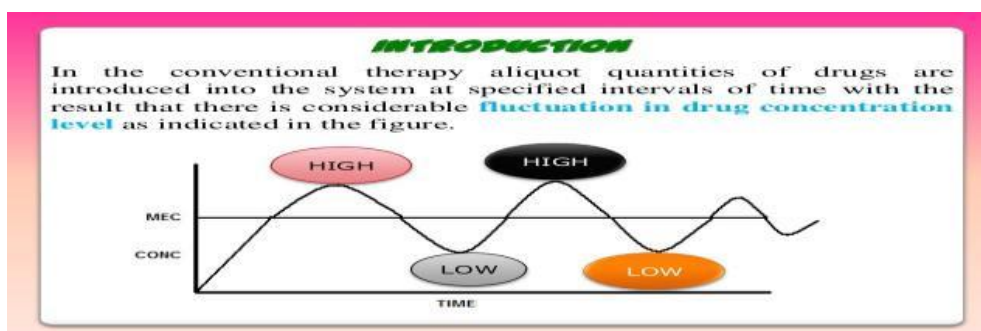 INTRODUCTION
In the conventional therapy aliquot quantities of drugs are
introduced into the system at specified intervals of time with the
result that there is considerable fluctuation in drug concentration
level as indicated in the figure.
HIGH
HIGH
MEC
CONC
LOW
LOW
TIME